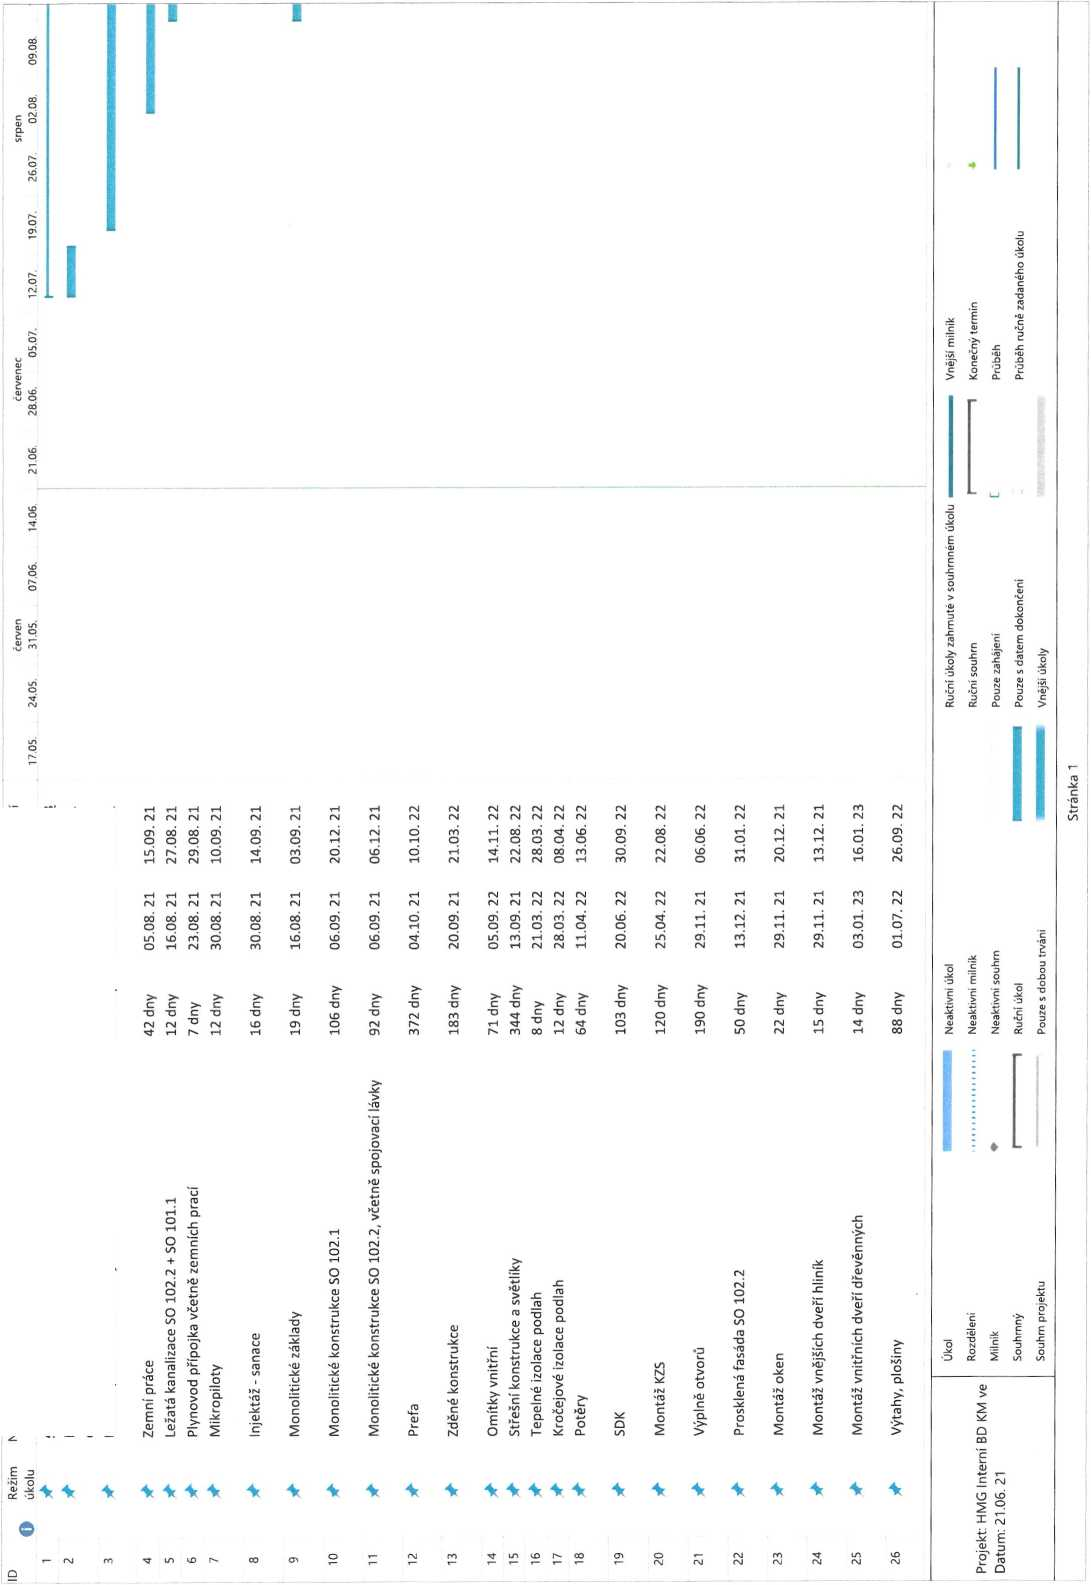 ID Režim úkolu
červen červenec srpen
17.05. 24.05. 31.05. 07.06. 14.06. 21.06. 28.06. 05.07. 12.07. 19.07. 26.07. 02.08. 09.08.
1
2
3
4 Zemní práce 42 dny 05.08. 21 15.09. 21
5 Ležatá kanalizace SO 102.2 + SO 101.1 12 dny 16.08. 21 27.08. 21
6 Plynovod přípojka včetně zemních prací 7 dny 23.08. 21 29.08. 21
7 Mikropiloty 12 dny 30.08. 21 10.09. 21
8 Injektáž - sanace 16 dny 30.08. 21 14.09. 21
9 Monolitické základy 19 dny 16.08. 21 03.09. 21
10 Monolitické konstrukce SO 102.1 106 dny 06.09. 21 20.12. 21
11 Monolitické konstrukce SO 102.2, včetně spojovací lávky 92 dny 06.09. 21 06.12. 21
12 Prefa 372 dny 04.10. 21 10.10. 22
13 Zděné konstrukce 183 dny 20.09. 21 21.03. 22
14 Omítky vnitřní 71 dny 05.09. 22 14.11. 22
15 Střešní konstrukce a světlíky 344 dny 13.09. 21 22.08. 22
16 Tepelné izolace podlah 8 dny 21.03. 22 28.03. 22
17 Kročejové izolace podlah 12 dny 28.03. 22 08.04. 22
18 Potěry 64 dny 11.04. 22 13.06. 22
19 SDK 103 dny 20.06. 22 30.09. 22
20 Montáž KZS 120 dny 25.04. 22 22.08. 22
21 Výplně otvorů 190 dny 29.11. 21 06.06. 22
22 Prosklená fasáda SO 102.2 50 dny 13.12. 21 31.01. 22
23 Montáž oken 22 dny 29.11. 21 20.12. 21
24 Montáž vnějších dveří hliník 15 dny 29.11. 21 13.12. 21
25 Montáž vnitřních dveří dřevěnných 14 dny 03.01. 23 16.01. 23
26 Výtahy, plošiny 88 dny 01.07. 22 26.09. 22
Projekt: HMG Interní BD KM ve
Datum: 21.06. 21
Úkol
Rozdělení
Milník
Souhrnný
Souhrn projektu
Neaktivní úkol
Neaktivní milník
Neaktivní souhrn
Ruční úkol
Pouze s dobou trvání
Ruční úkoly zahrnuté v souhrnném úkolu
Ruční souhrn
Pouze zahájení
Pouze s datem dokončení
Vnější úkoly
Vnější milník
Konečný termín
Průběh
Průběh ručně zadaného úkolu
Stránka 1